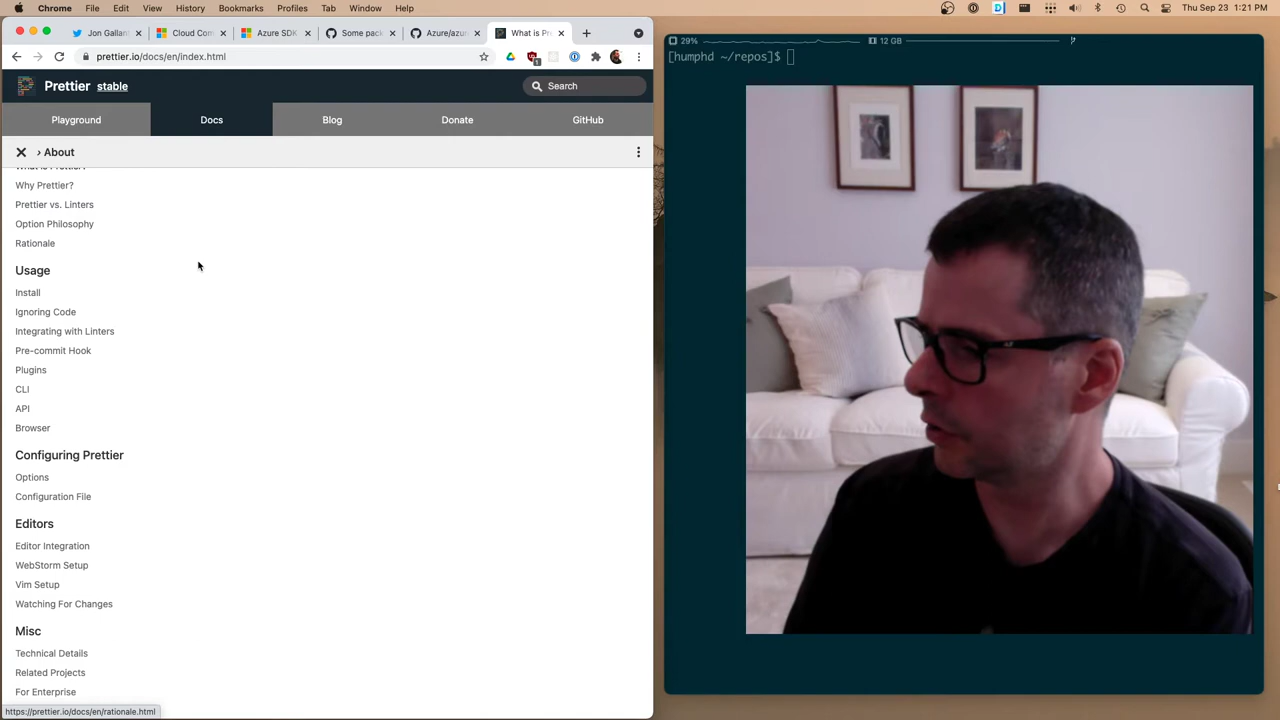 Chrome File Edit View History Bookmarks Profiles Tab Window Help Thu Sep 23 1:21 PM
Jon Gallan Cloud Com Azure SDK Some pack Azure/azur What is Pre
prettier.io/docs/en/index.html
Prettier stable Search
Playground Docs Blog Donate GitHub
› About
What is Prettier?
Why Prettier?
Prettier vs. Linters
Option Philosophy
Rationale
Usage
Install
Ignoring Code
Integrating with Linters
Pre-commit Hook
Plugins
CLI
API
Browser
Configuring Prettier
Options
Configuration File
Editors
Editor Integration
WebStorm Setup
Vim Setup
Watching For Changes
Misc
Technical Details
Related Projects
For Enterprise
https://prettier.io/docs/en/rationale.html
29% 12 GB
[humphd ~/repos]$